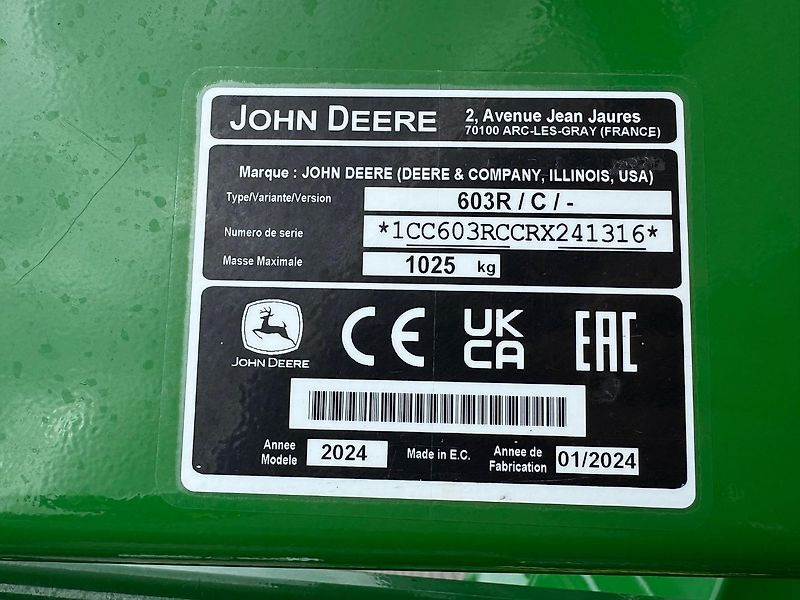 JOHN DEERE
2, Avenue Jean Jaures
70100 ARC-LES-GRAY (FRANCE)
Marque : JOHN DEERE (DEERE & COMPANY, ILLINOIS, USA)
Type/Variante/Version 603R / C / -
Numero de serie *1CC603RCCRX241316*
Masse Maximale 1025 kg
JOHN DEERE
CE
UK
CA
EAC
Annee
Modele 2024
Made in E.C.
Annee de
Fabrication 01/2024